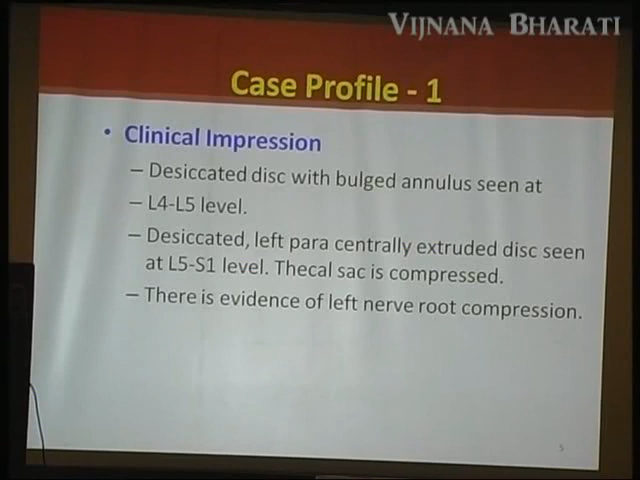 VIJNANA BHARATI
Case Profile - 1
• Clinical Impression
– Desiccated disc with bulged annulus seen at
– L4-L5 level.
– Desiccated, left para centrally extruded disc seen
at L5-S1 level. Thecal sac is compressed.
– There is evidence of left nerve root compression.
5